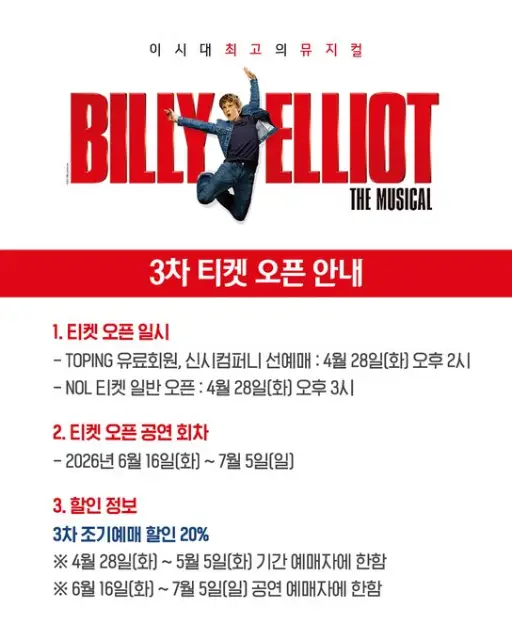 이 시대 최고의 뮤지컬
BILLY ELLIOT
THE MUSICAL
3차 티켓 오픈 안내
1. 티켓 오픈 일시
- TOPING 유료회원, 신시컴퍼니 선예매 : 4월 28일(화) 오후 2시
- NOL 티켓 일반 오픈 : 4월 28일(화) 오후 3시
2. 티켓 오픈 공연 회차
- 2026년 6월 16일(화) ~ 7월 5일(일)
3. 할인 정보
3차 조기예매 할인 20%
※ 4월 28일(화) ~ 5월 5일(화) 기간 예매자에 한함
※ 6월 16일(화) ~ 7월 5일(일) 공연 예매자에 한함